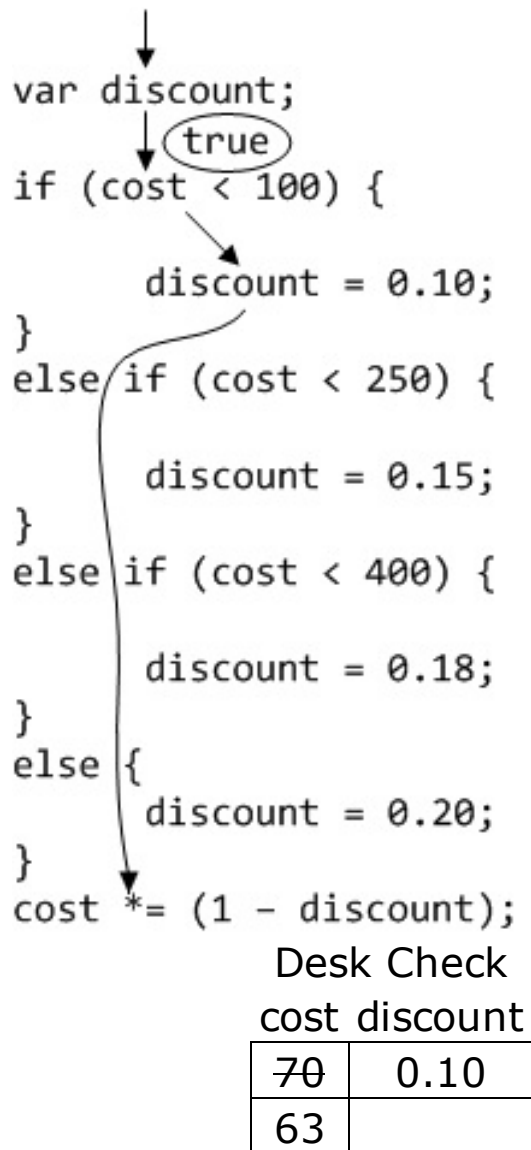 var discount;
true
if (cost < 100) {
discount = 0.10;
}
else if (cost < 250) {
discount = 0.15;
}
else if (cost < 400) {
discount = 0.18;
}
else {
discount = 0.20;
}
cost *= (1 – discount);
Desk Check
cost discount
70 0.10
63